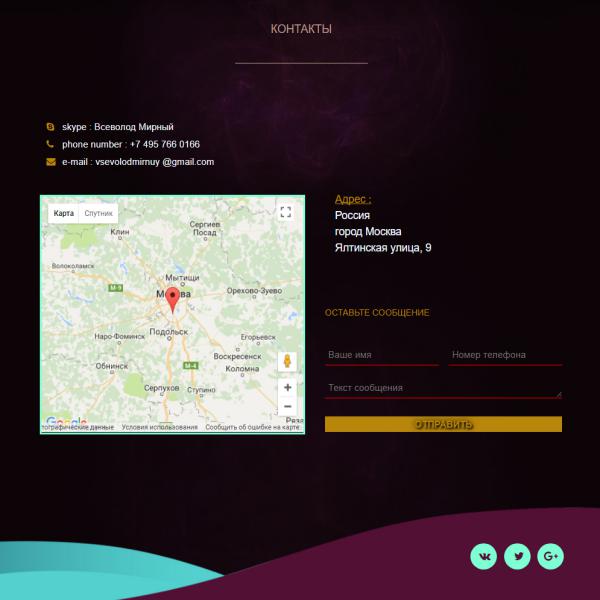 КОНТАКТЫ
skype : Всеволод Мирный
phone number : +7 495 766 0166
e-mail : vsevolodmirnuy @gmail.com
Карта Спутник
Клин
Сергиев
Посад
Волоколамск
Мытищи
М-9
Москва
Орехово-Зуево
Подольск
Наро-Фоминск
Егорьевск
Воскресенск
М-4
Обнинск
Коломна
Серпухов
Ступино
Google
Ряза
тографические данные Условия использования Сообщить об ошибке на карте
Адрес :
Россия
город Москва
Ялтинская улица, 9
ОСТАВЬТЕ СООБЩЕНИЕ
Ваше имя Номер телефона
Текст сообщения
ОТПРАВИТЬ
G+